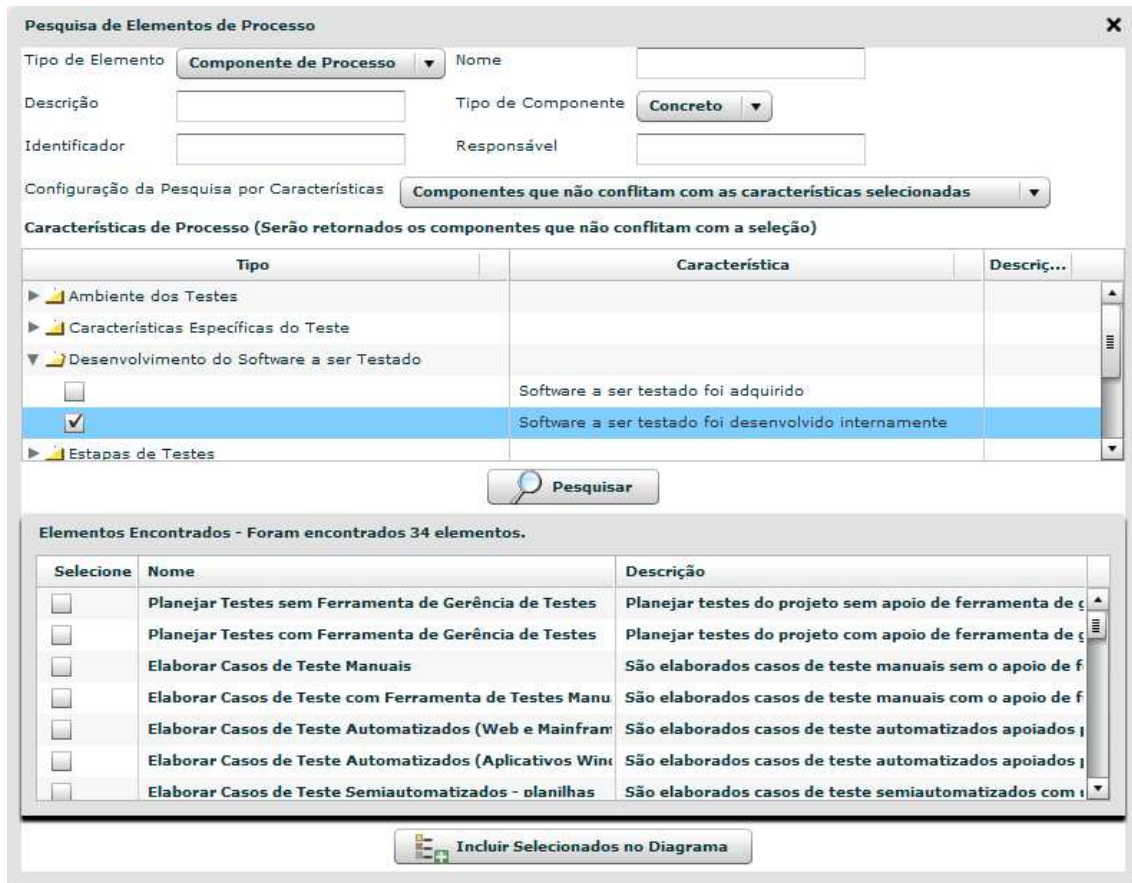 Pesquisa de Elementos de Processo
Tipo de Elemento Componente de Processo Nome
Descrição Tipo de Componente Concreto
Identificador Responsável
Configuração da Pesquisa por Características Componentes que não conflitam com as características selecionadas
Características de Processo (Serão retornados os componentes que não conflitam com a seleção)
Tipo Característica Descriç...
Ambiente dos Testes
Características Específicas do Teste
Desenvolvimento do Software a ser Testado
Software a ser testado foi adquirido
Software a ser testado foi desenvolvido internamente
Estapas de Testes
Pesquisar
Elementos Encontrados - Foram encontrados 34 elementos.
Selecione Nome Descrição
Planejar Testes sem Ferramenta de Gerência de Testes Planejar testes do projeto sem apoio de ferramenta de
Planejar Testes com Ferramenta de Gerência de Testes Planejar testes do projeto com apoio de ferramenta de
Elaborar Casos de Teste Manuais São elaborados casos de teste manuais sem o apoio de f
Elaborar Casos de Teste com Ferramenta de Testes Manu São elaborados casos de teste manuais com o apoio de f
Elaborar Casos de Teste Automatizados (Web e Mainfram São elaborados casos de teste automatizados apoiados
Elaborar Casos de Teste Automatizados (Aplicativos Wind São elaborados casos de teste automatizados apoiados
Elaborar Casos de Teste Semiautomatizados - planilhas São elaborados casos de teste semiautomatizados com
Incluir Selecionados no Diagrama